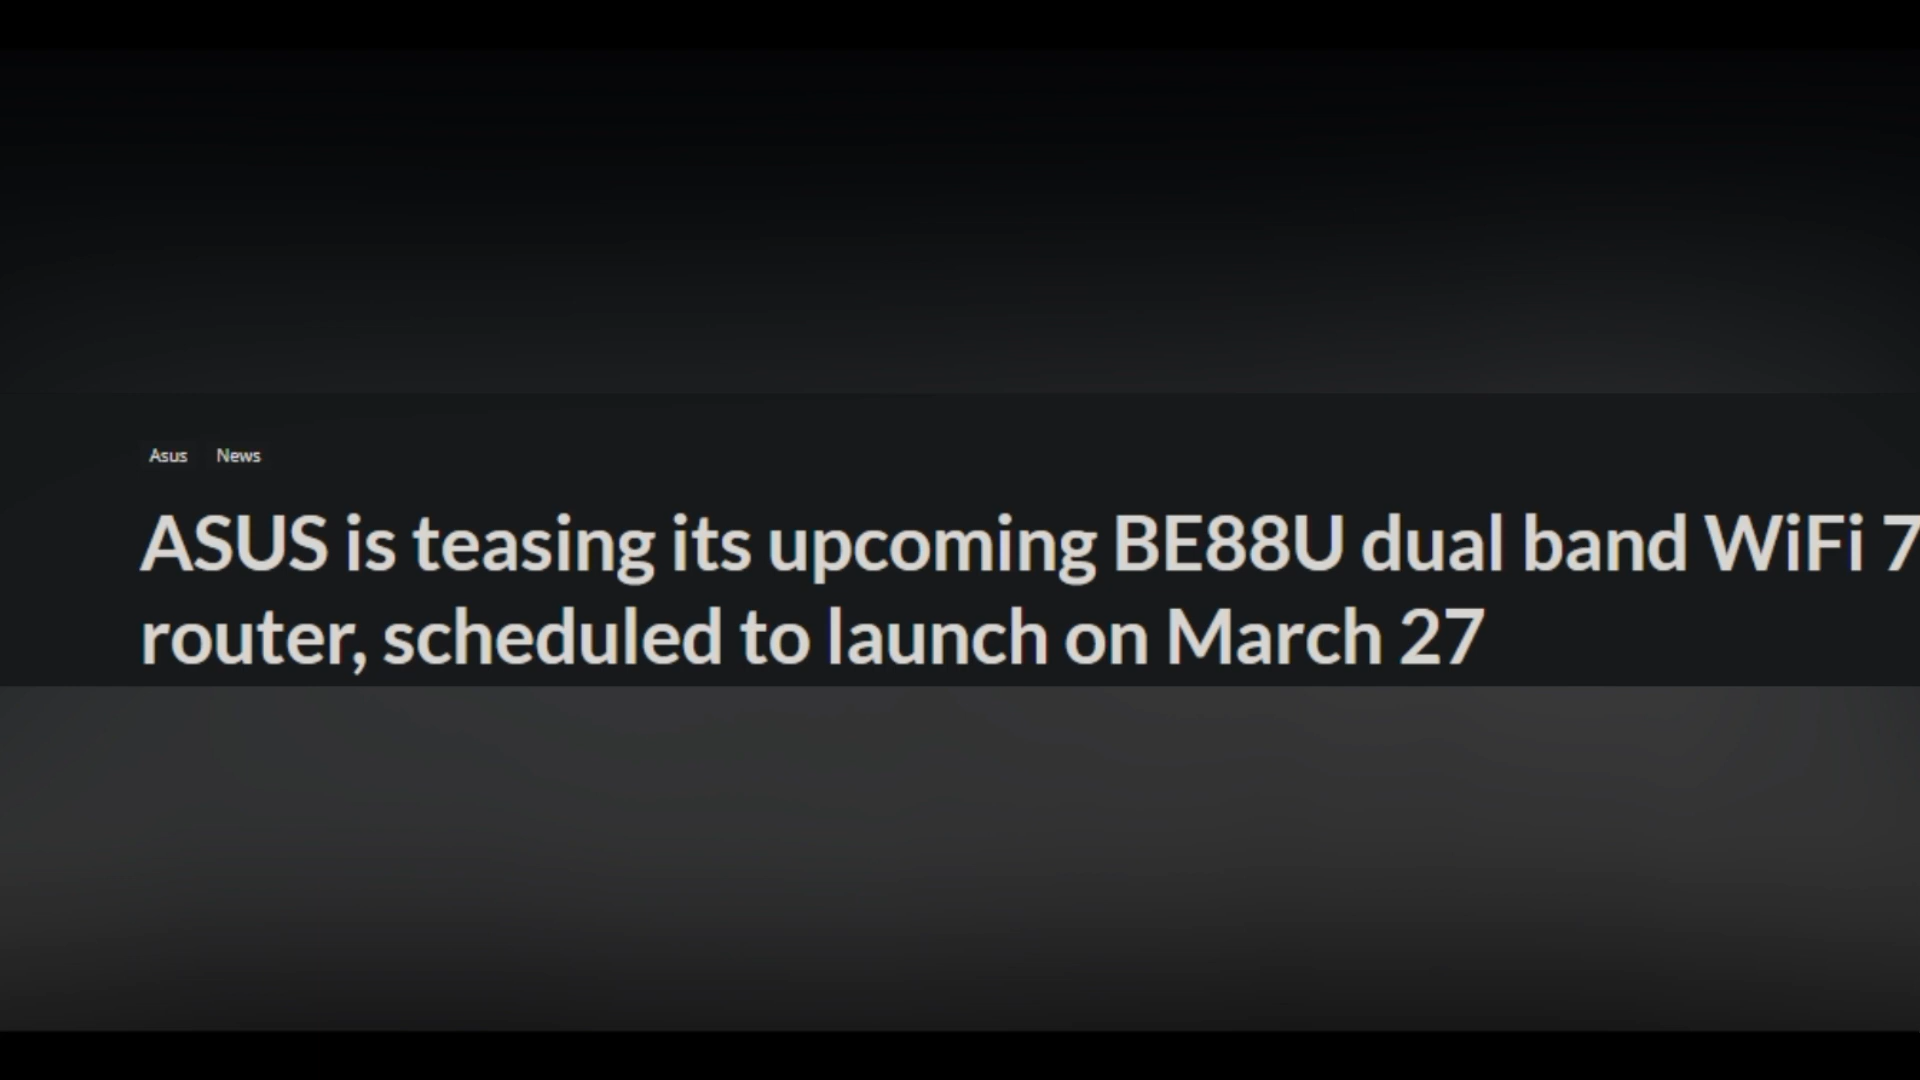 Asus News
ASUS is teasing its upcoming BE88U dual band WiFi 7
router, scheduled to launch on March 27